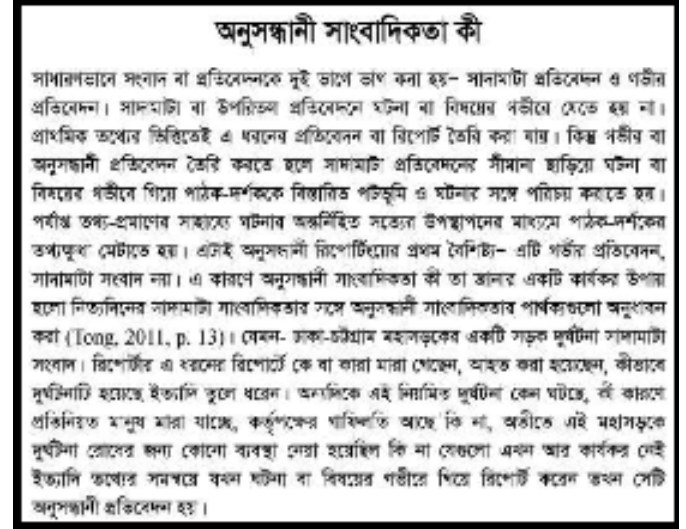 অনুসন্ধানী সাংবাদিকতা কী
সাধারণভাবে সংবাদ বা প্রতিবেদনকে দুই ভাগে ভাগ করা হয়– সাদামাটা প্রতিবেদন ও গভীর
প্রতিবেদন। সাদামাটা বা উপরিতল প্রতিবেদনে ঘটনা বা বিষয়ের গভীরে যেতে হয় না।
প্রাথমিক তথ্যের ভিত্তিতেই এ ধরনের প্রতিবেদন বা রিপোর্ট তৈরি করা যায়। কিন্তু গভীর বা
অনুসন্ধানী প্রতিবেদন তৈরি করতে হলে সাদামাটা প্রতিবেদনের সীমানা ছাড়িয়ে ঘটনা বা
বিষয়ের গভীরে গিয়ে পাঠক-দর্শককে বিস্তারিত পটভূমি ও ঘটনার সঙ্গে পরিচয় করাতে হয়।
পর্যাপ্ত তথ্য-প্রমাণের সাহায্যে ঘটনার অন্তর্নিহিত সত্যের উপস্থাপনের মাধ্যমে পাঠক-দর্শকের
তথ্যক্ষুধা মেটাতে হয়। এটাই অনুসন্ধানী রিপোর্টিংয়ের প্রথম বৈশিষ্ট্য– এটি গভীর প্রতিবেদন,
সাদামাটা সংবাদ নয়। এ কারণে অনুসন্ধানী সাংবাদিকতা কী তা জানার একটি কার্যকর উপায়
হলো নিত্যদিনের সাদামাটা সাংবাদিকতার সঙ্গে অনুসন্ধানী সাংবাদিকতার পার্থক্যগুলো অনুধাবন
করা (Tong, 2011, p. 13)। যেমন- ঢাকা-চট্টগ্রাম মহাসড়কের একটি সড়ক দুর্ঘটনা সাদামাটা
সংবাদ। রিপোর্টার এ ধরনের রিপোর্টে কে বা কারা মারা গেছেন, আহত করা হয়েছেন, কীভাবে
দুর্ঘটনাটি হয়েছে ইত্যাদি তুলে ধরেন। অন্যদিকে এই নিয়মিত দুর্ঘটনা কেন ঘটছে, কী কারণে
প্রতিনিয়ত মানুষ মারা যাচ্ছে, কর্তৃপক্ষের গাফিলতি আছে কি না, অতীতে এই মহাসড়কে
দুর্ঘটনা রোধের জন্য কোনো ব্যবস্থা নেয়া হয়েছিল কি না যেগুলো এখন আর কার্যকর নেই
ইত্যাদি তথ্যের সমন্বয়ে যখন ঘটনা বা বিষয়ের গভীরে গিয়ে রিপোর্ট করেন তখন সেটি
অনুসন্ধানী প্রতিবেদন হয়।